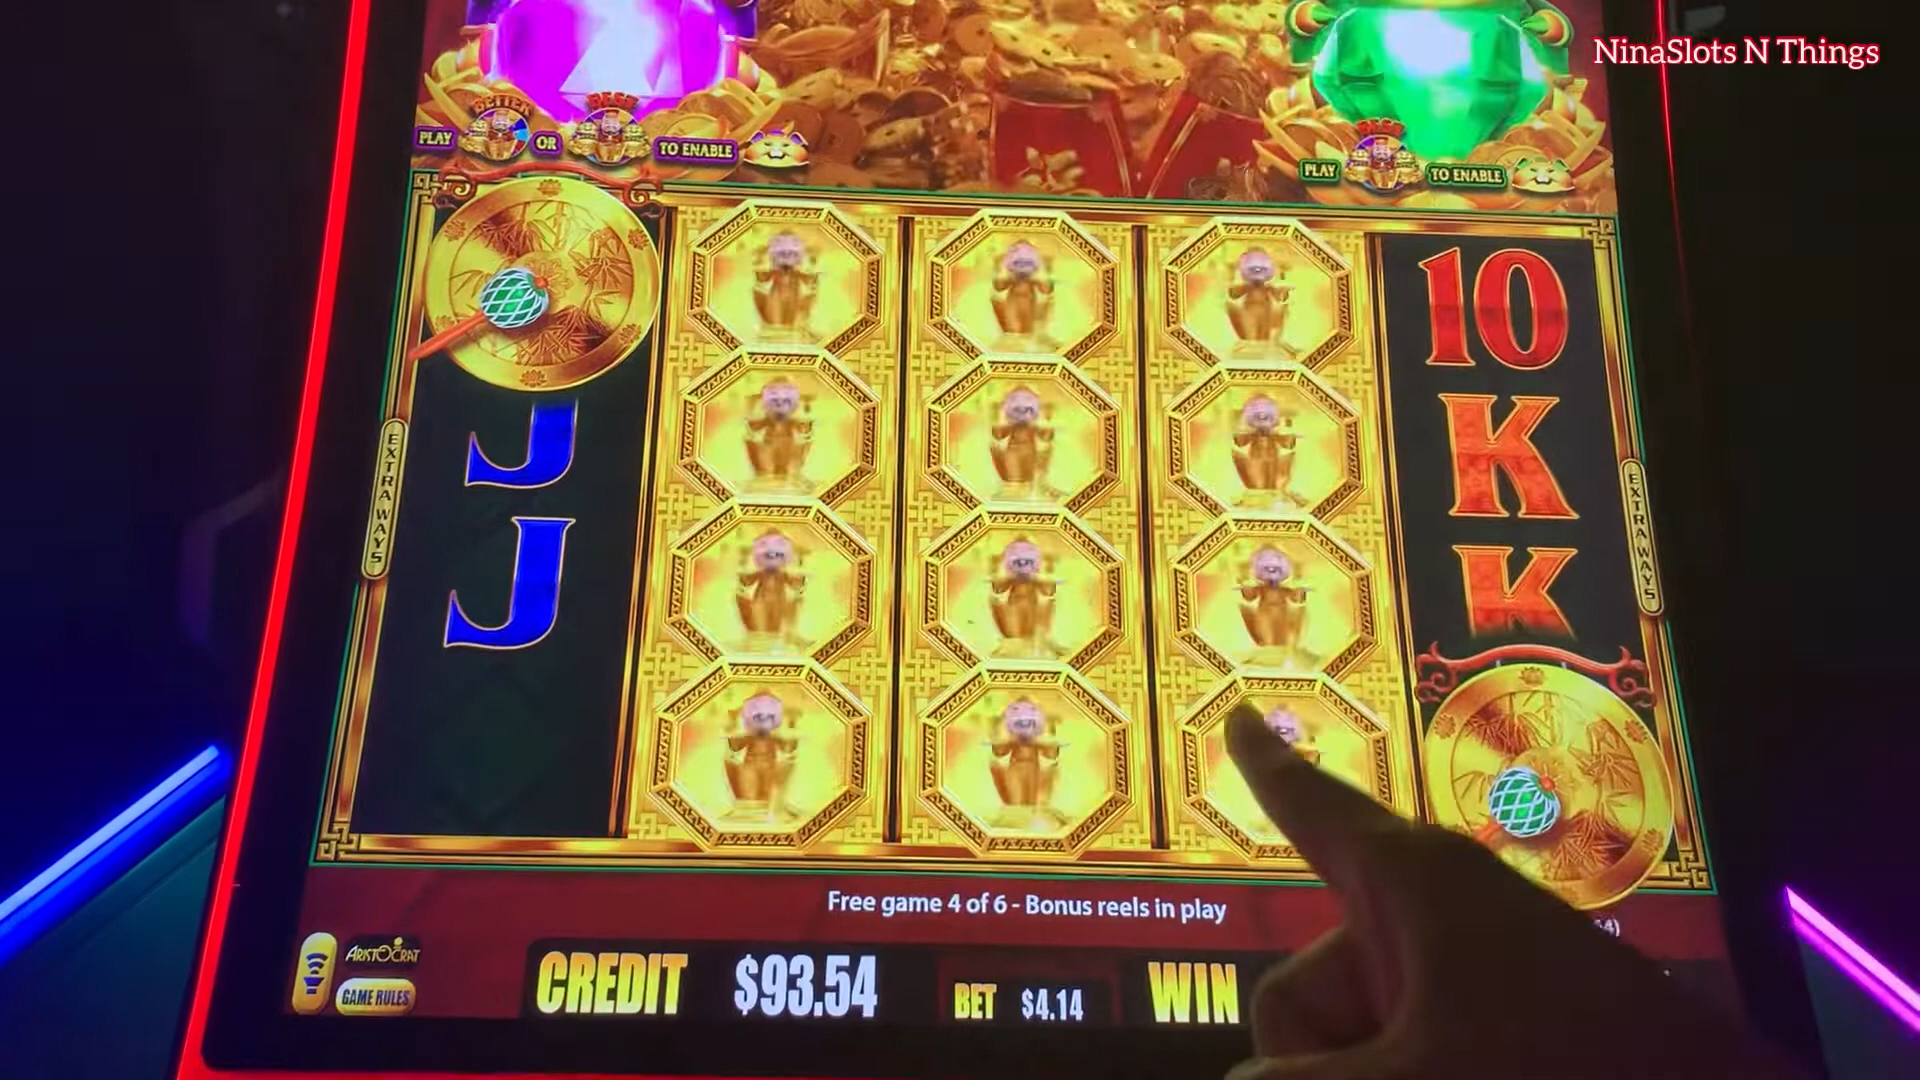 NinaSlots N Things
BETTER
BEST
PLAY
OR
TO ENABLE
BEST
PLAY
TO ENABLE
10
J
K
J
K
EXTRA WAYS
EXTRA WAYS
Free game 4 of 6 - Bonus reels in play
ARISTOCRAT
GAME RULES
CREDIT $93.54
BET $4.14
WIN